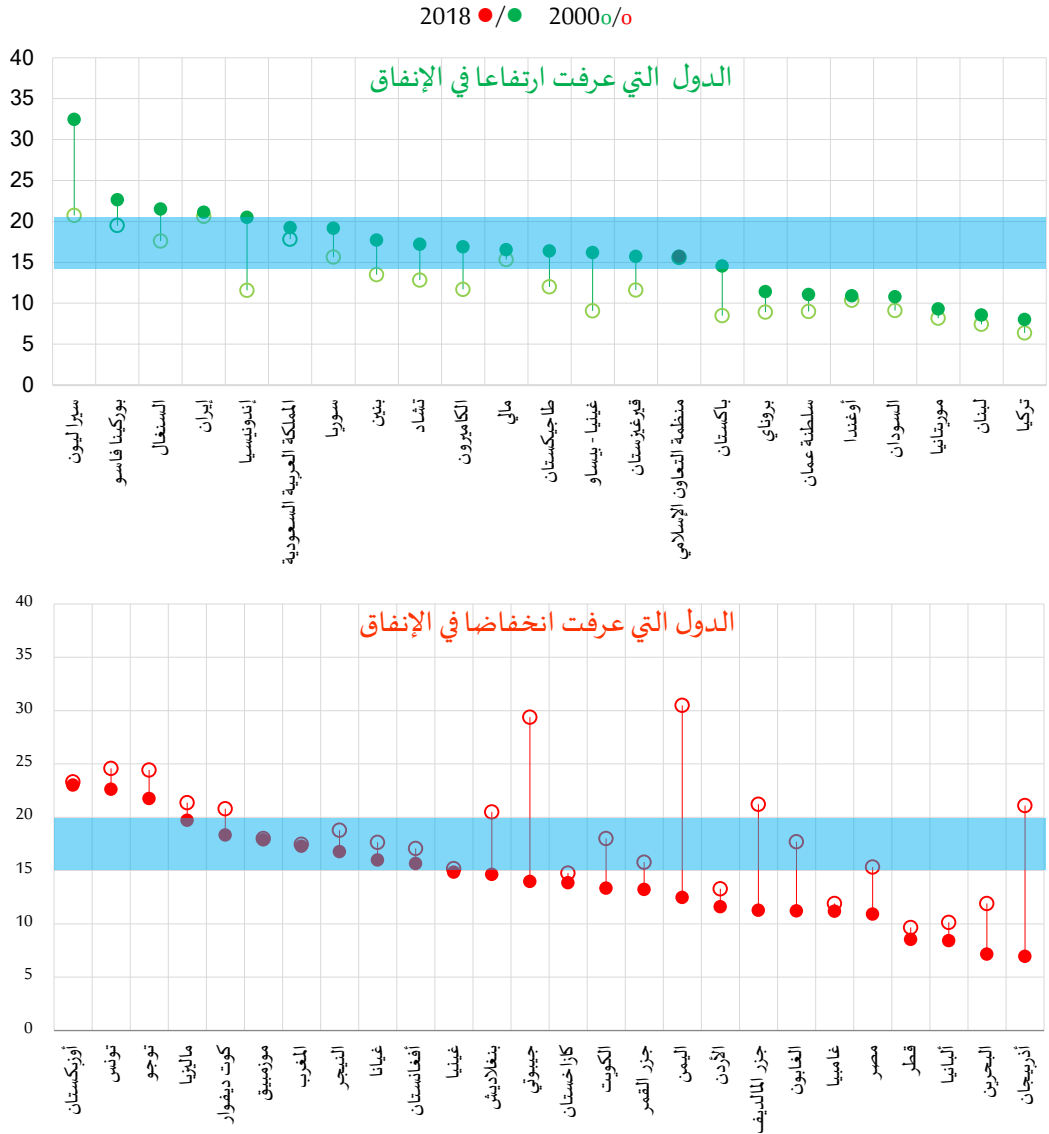 2018 ●/● 2000o/o
الدول التي عرفت ارتفاعا في الإنفاق
40
35
30
25
20
15
10
5
0
سيراليون
بوركينا فاسو
السنغال
إيران
إندونيسيا
المملكة العربية السعودية
سوريا
بنين
تشاد
الكاميرون
مالي
طاجيكستان
غينيا - بيساو
قيرغيزستان
منظمة التعاون الإسلامي
باكستان
بروناي
سلطنة عمان
أوغندا
السودان
موريتانيا
لبنان
تركيا
الدول التي عرفت انخفاضا في الإنفاق
40
35
30
25
20
15
10
5
0
أوزبكستان
تونس
توجو
ماليزيا
كوت ديفوار
موزمبيق
المغرب
النيجر
غيانا
أفغانستان
غينيا
بنغلاديش
جيبوتي
كازاخستان
الكويت
جزر القمر
اليمن
الأردن
جزر المالديف
الغابون
غامبيا
مصر
قطر
ألبانيا
البحرين
أذربيجان